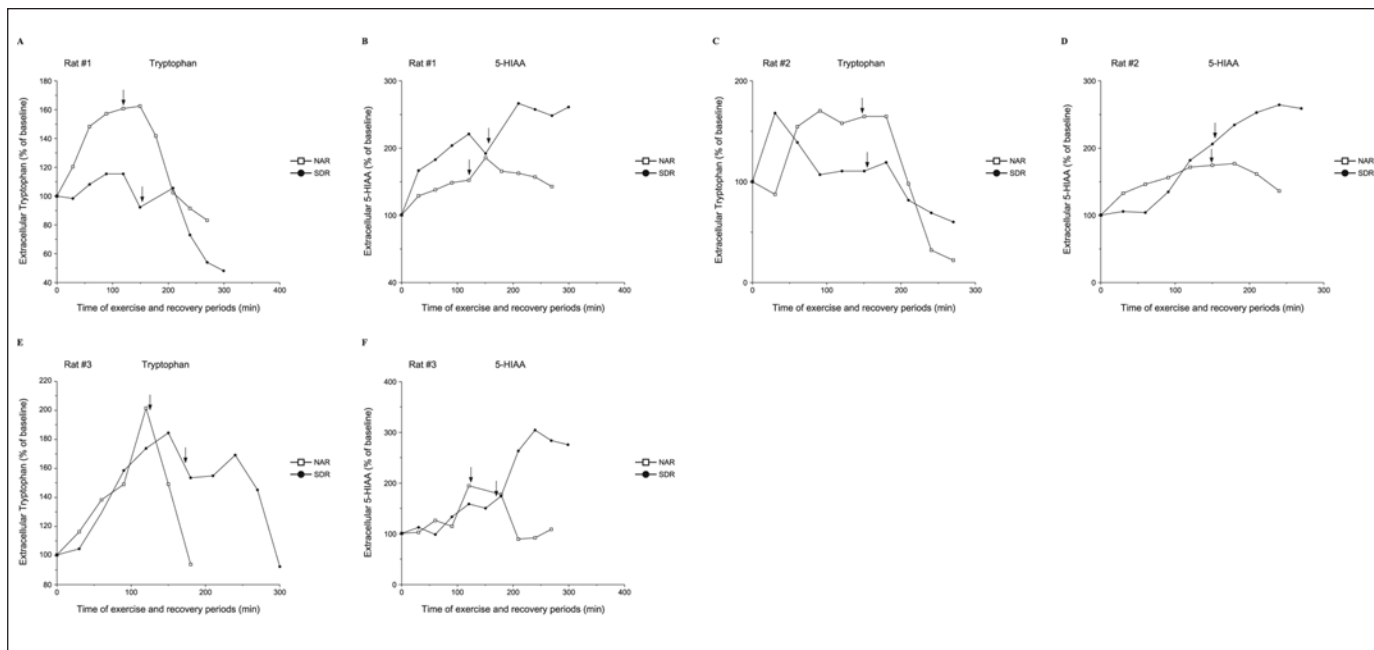 A
Rat #1 Tryptophan
Extracellular Tryptophan (% of baseline)
180
160
140
120
100
80
60
40
0 100 200 300 400
Time of exercise and recovery periods (min)
NAR
SDR
B
Rat #1 5-HIAA
Extracellular 5-HIAA (% of baseline)
300
200
100
40
0 100 200 300 400
Time of exercise and recovery periods (min)
NAR
SDR
C
Rat #2 Tryptophan
Extracellular Tryptophan (% of baseline)
200
100
0
0 100 200 300
Time of exercise and recovery periods (min)
NAR
SDR
D
Rat #2 5-HIAA
Extracellular 5-HIAA (% of baseline)
300
200
100
0
0 100 200 300
Time of exercise and recovery periods (min)
NAR
SDR
E
Rat #3 Tryptophan
Extracellular Tryptophan (% of baseline)
220
200
180
160
140
120
100
80
0 100 200 300
Time of exercise and recovery periods (min)
NAR
SDR
F
Rat #3 5-HIAA
Extracellular 5-HIAA (% of baseline)
400
300
200
100
0
0 100 200 300 400
Time of exercise and recovery periods (min)
NAR
SDR